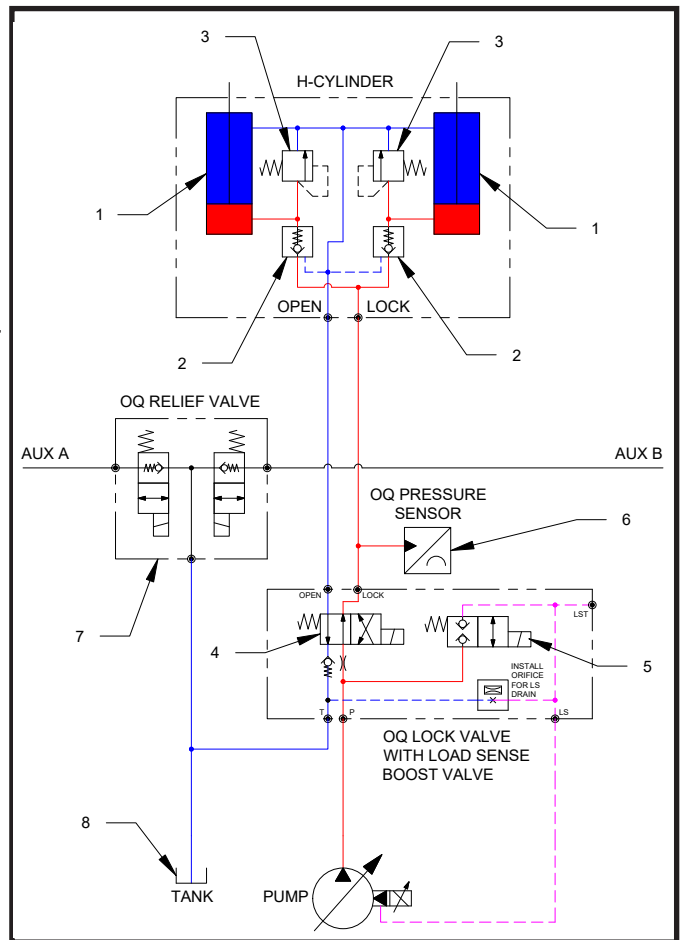 3
3
H-CYLINDER
1
1
OPEN
LOCK
2
2
OQ RELIEF VALVE
AUX A
AUX B
OQ PRESSURE
SENSOR
6
OPEN
LOCK
LST
7
4
5
INSTALL
ORIFICE
FOR LS
DRAIN
T
P
LS
OQ LOCK VALVE
WITH LOAD SENSE
BOOST VALVE
8
TANK
PUMP